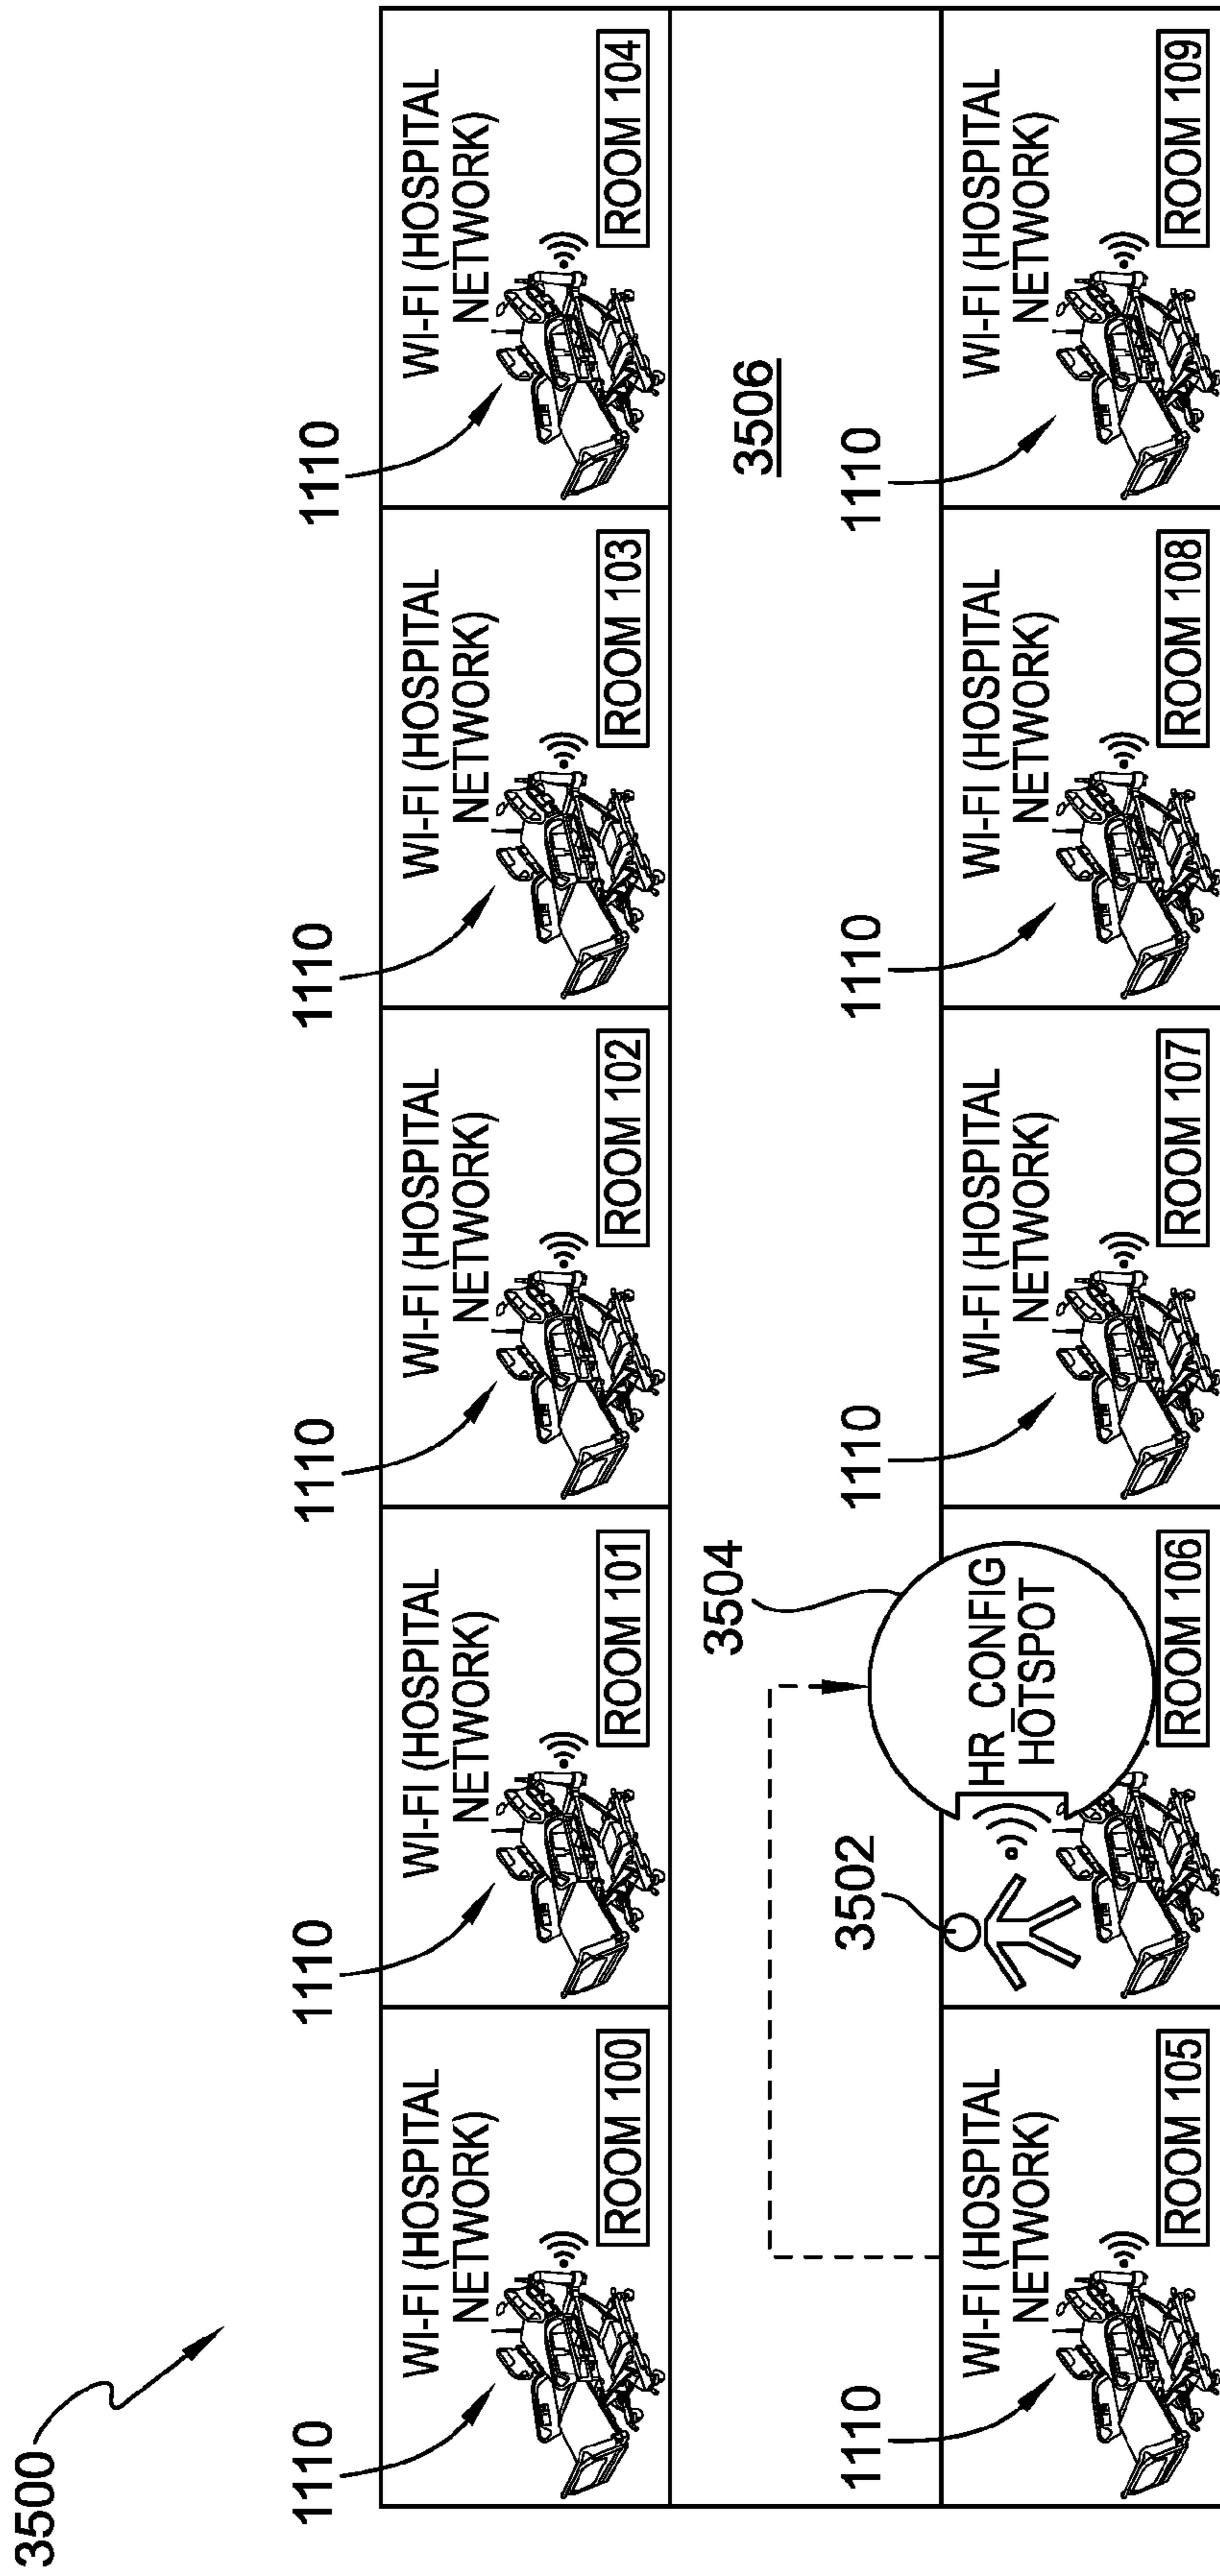 3500
1110
1110
1110
1110
1110
WI-FI (HOSPITAL
NETWORK)
ROOM 100
WI-FI (HOSPITAL
NETWORK)
ROOM 101
WI-FI (HOSPITAL
NETWORK)
ROOM 102
WI-FI (HOSPITAL
NETWORK)
ROOM 103
WI-FI (HOSPITAL
NETWORK)
ROOM 104
3504
3506
1110
3502
1110
1110
1110
WI-FI (HOSPITAL
NETWORK)
ROOM 105
HR_CONFIG
HOTSPOT
ROOM 106
WI-FI (HOSPITAL
NETWORK)
ROOM 107
WI-FI (HOSPITAL
NETWORK)
ROOM 108
WI-FI (HOSPITAL
NETWORK)
ROOM 109